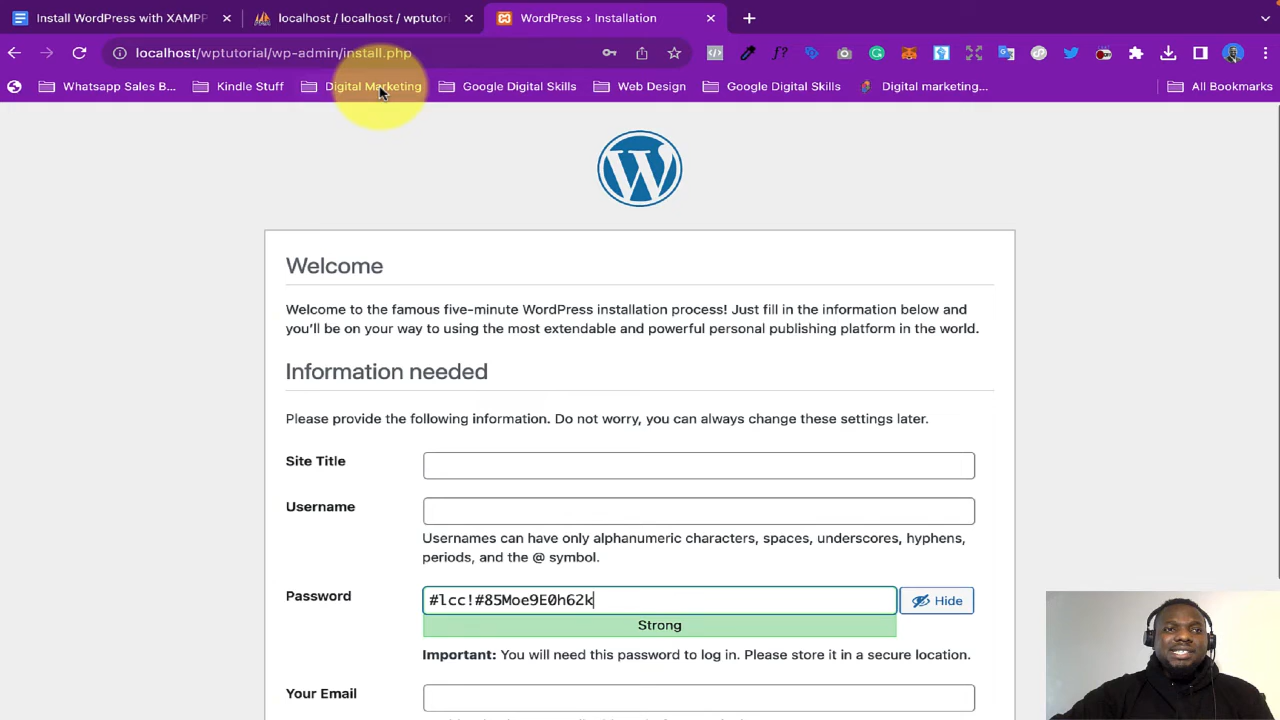 Install WordPress with XAMPP
localhost / localhost / wptutori
WordPress › Installation
localhost/wptutorial/wp-admin/install.php
Whatsapp Sales B...
Kindle Stuff
Digital Marketing
Google Digital Skills
Web Design
Google Digital Skills
Digital marketing...
All Bookmarks
Welcome
Welcome to the famous five-minute WordPress installation process! Just fill in the information below and
you'll be on your way to using the most extendable and powerful personal publishing platform in the world.
Information needed
Please provide the following information. Do not worry, you can always change these settings later.
Site Title
Username
Usernames can have only alphanumeric characters, spaces, underscores, hyphens,
periods, and the @ symbol.
Password
#lcc!#85Moe9E0h62k
Hide
Strong
Important: You will need this password to log in. Please store it in a secure location.
Your Email